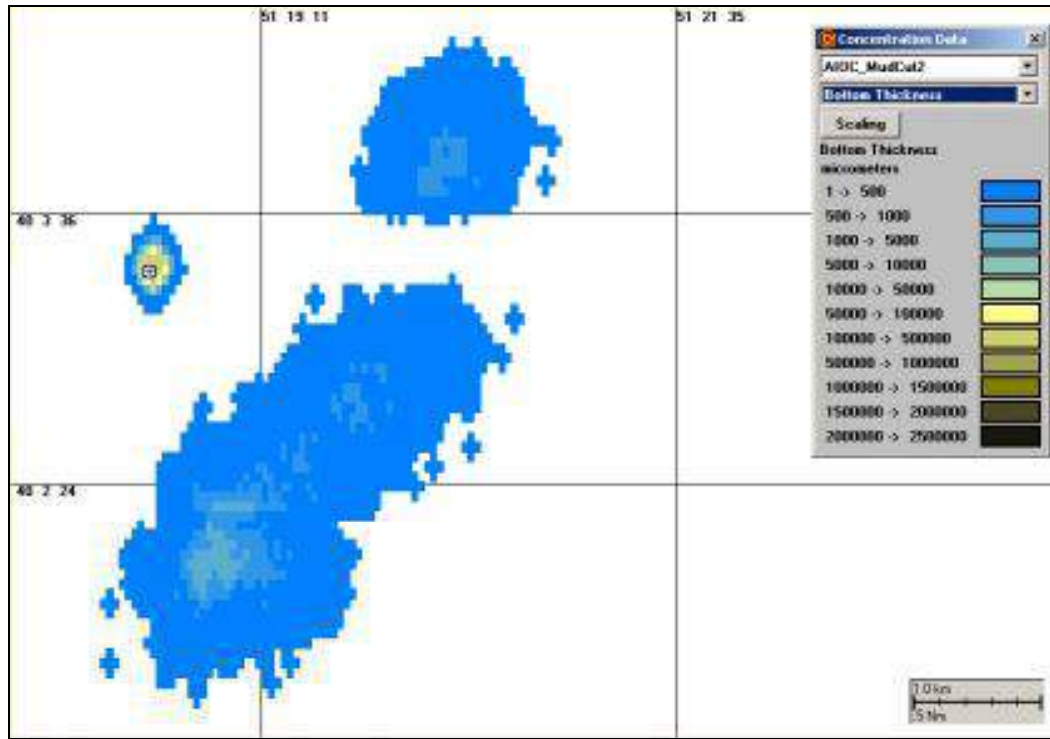 51 19 11
51 21 35
Concentration Data
AIOC_MudCut2
Bottom Thickness
Scaling
Bottom Thickness
micrometers
1 -> 500
500 -> 1000
1000 -> 5000
5000 -> 10000
10000 -> 50000
50000 -> 100000
100000 -> 500000
500000 -> 1000000
1000000 -> 1500000
1500000 -> 2000000
2000000 -> 2500000
40 3 36
40 2 24
1.0 km
.5 Nm